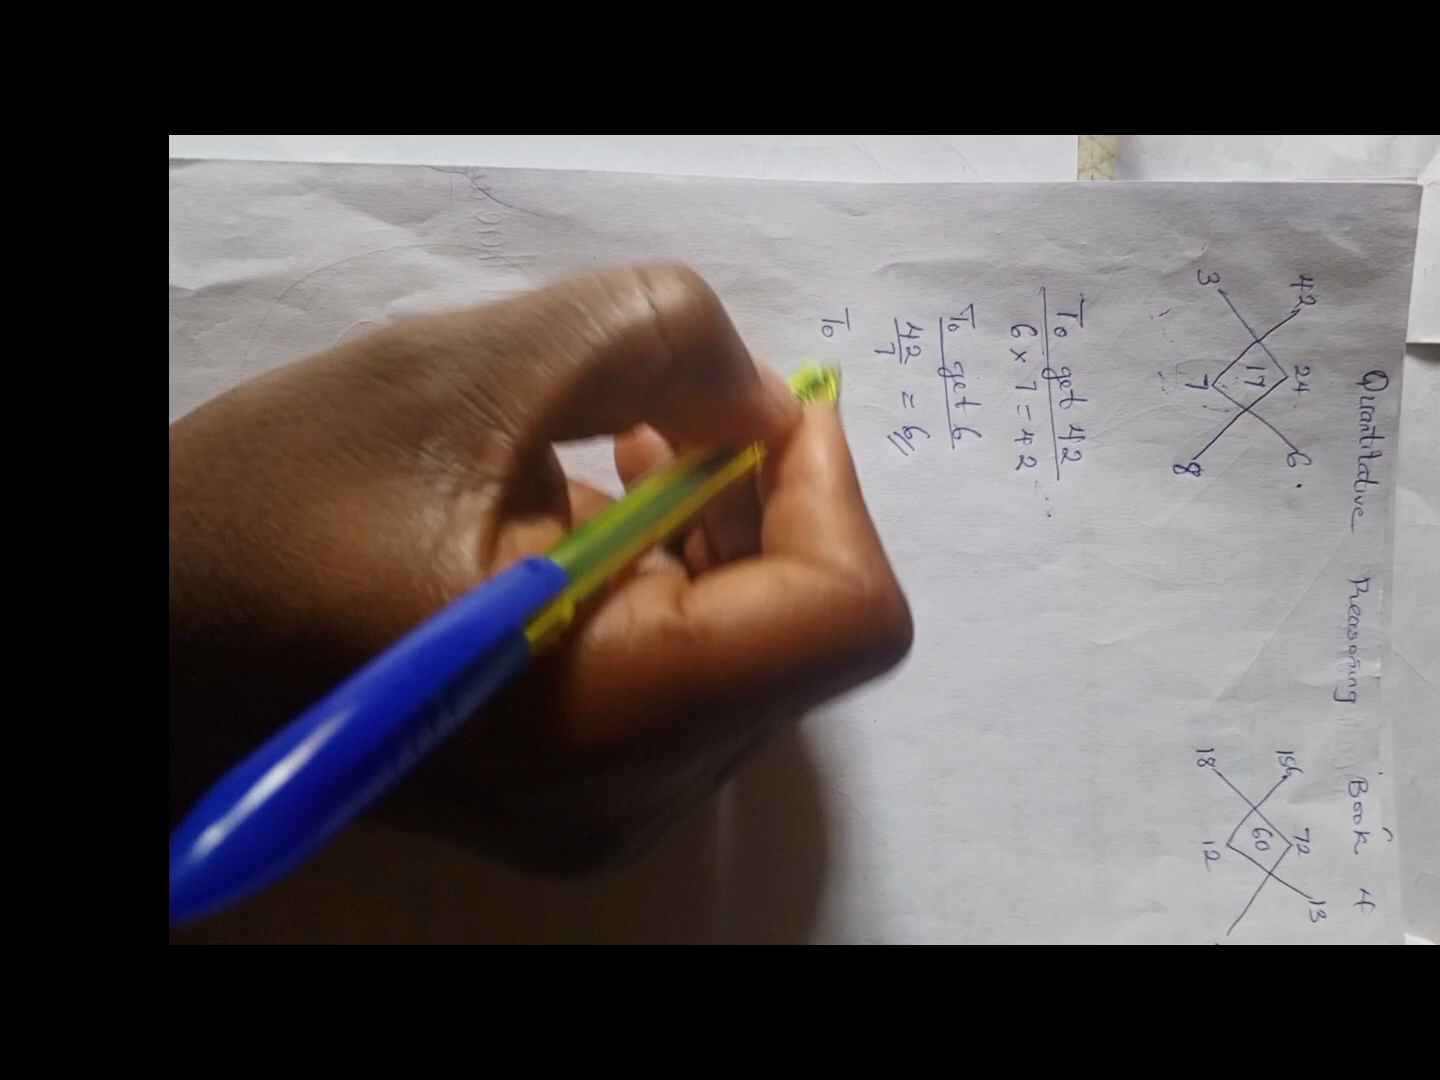 Quantitative Reasoning Book 4
42 24 6
17
3 7 8
156 72 13
60
18 12
To get 42
6 x 7 = 42
To get 6
42/7 = 6
To